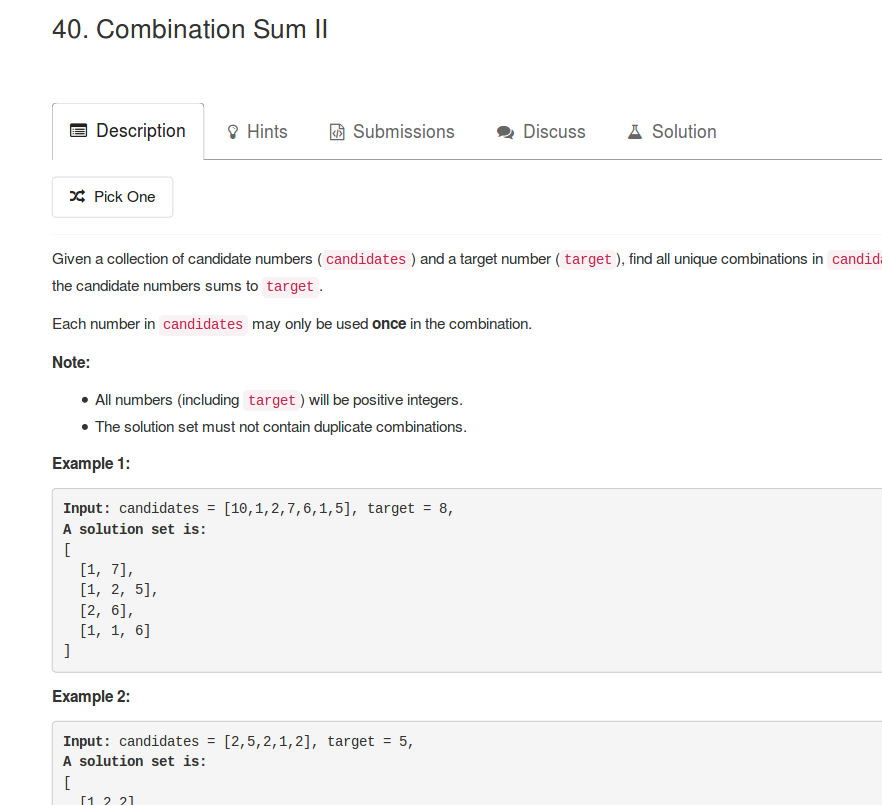 40. Combination Sum II
Description Hints Submissions Discuss Solution
Pick One
Given a collection of candidate numbers ( candidates ) and a target number ( target ), find all unique combinations in
the candidate numbers sums to target .
Each number in candidates may only be used once in the combination.
Note:
• All numbers (including target ) will be positive integers.
• The solution set must not contain duplicate combinations.
Example 1:
Input: candidates = [10,1,2,7,6,1,5], target = 8,
A solution set is:
[
[1, 7],
[1, 2, 5],
[2, 6],
[1, 1, 6]
]
Example 2:
Input: candidates = [2,5,2,1,2], target = 5,
A solution set is:
[
[1,2,2]